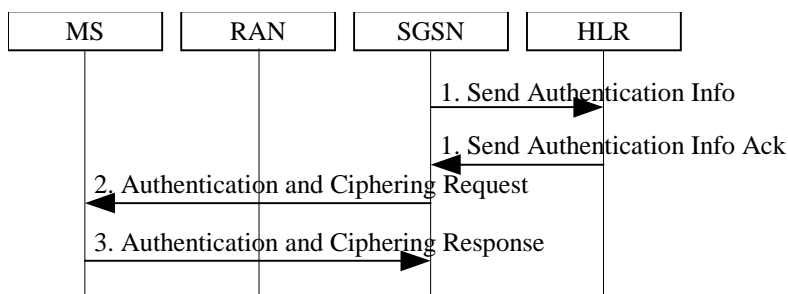 MS RAN SGSN HLR
1. Send Authentication Info
1. Send Authentication Info Ack
2. Authentication and Ciphering Request
3. Authentication and Ciphering Response